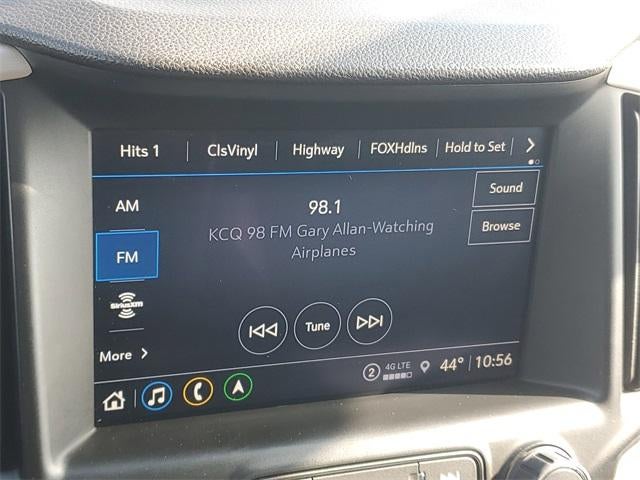 Hits 1 ClsVinyl Highway FOXHdlns Hold to Set
AM
98.1
Sound
KCQ 98 FM Gary Allan-Watching
Airplanes
Browse
FM
SiriusXM
Tune
More
2 4G LTE 44° 10:56